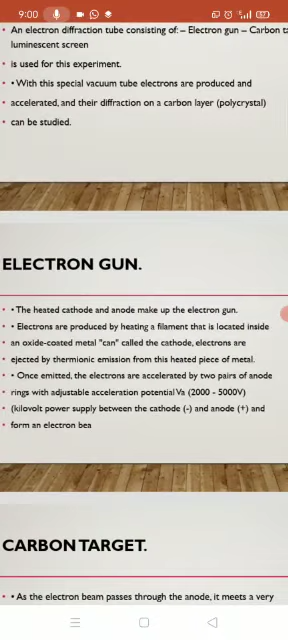 9:00
An electron diffraction tube consisting of: – Electron gun – Carbon ta
luminescent screen
is used for this experiment.
• With this special vacuum tube electrons are produced and
accelerated, and their diffraction on a carbon layer (polycrystal)
can be studied.
ELECTRON GUN.
• The heated cathode and anode make up the electron gun.
• Electrons are produced by heating a filament that is located inside
an oxide-coated metal "can" called the cathode, electrons are
ejected by thermionic emission from this heated piece of metal.
• Once emitted, the electrons are accelerated by two pairs of anode
rings with adjustable acceleration potential Va (2000 - 5000V)
(kilovolt power supply between the cathode (-) and anode (+) and
form an electron bea
CARBON TARGET.
• As the electron beam passes through the anode, it meets a very